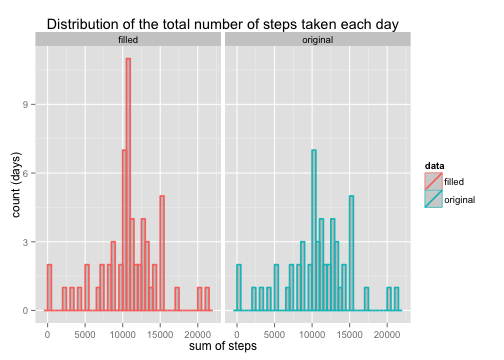 Distribution of the total number of steps taken each day
filled original
9
6
3
0
count (days)
0 5000 10000 15000 20000 0 5000 10000 15000 20000
sum of steps
data
filled
original